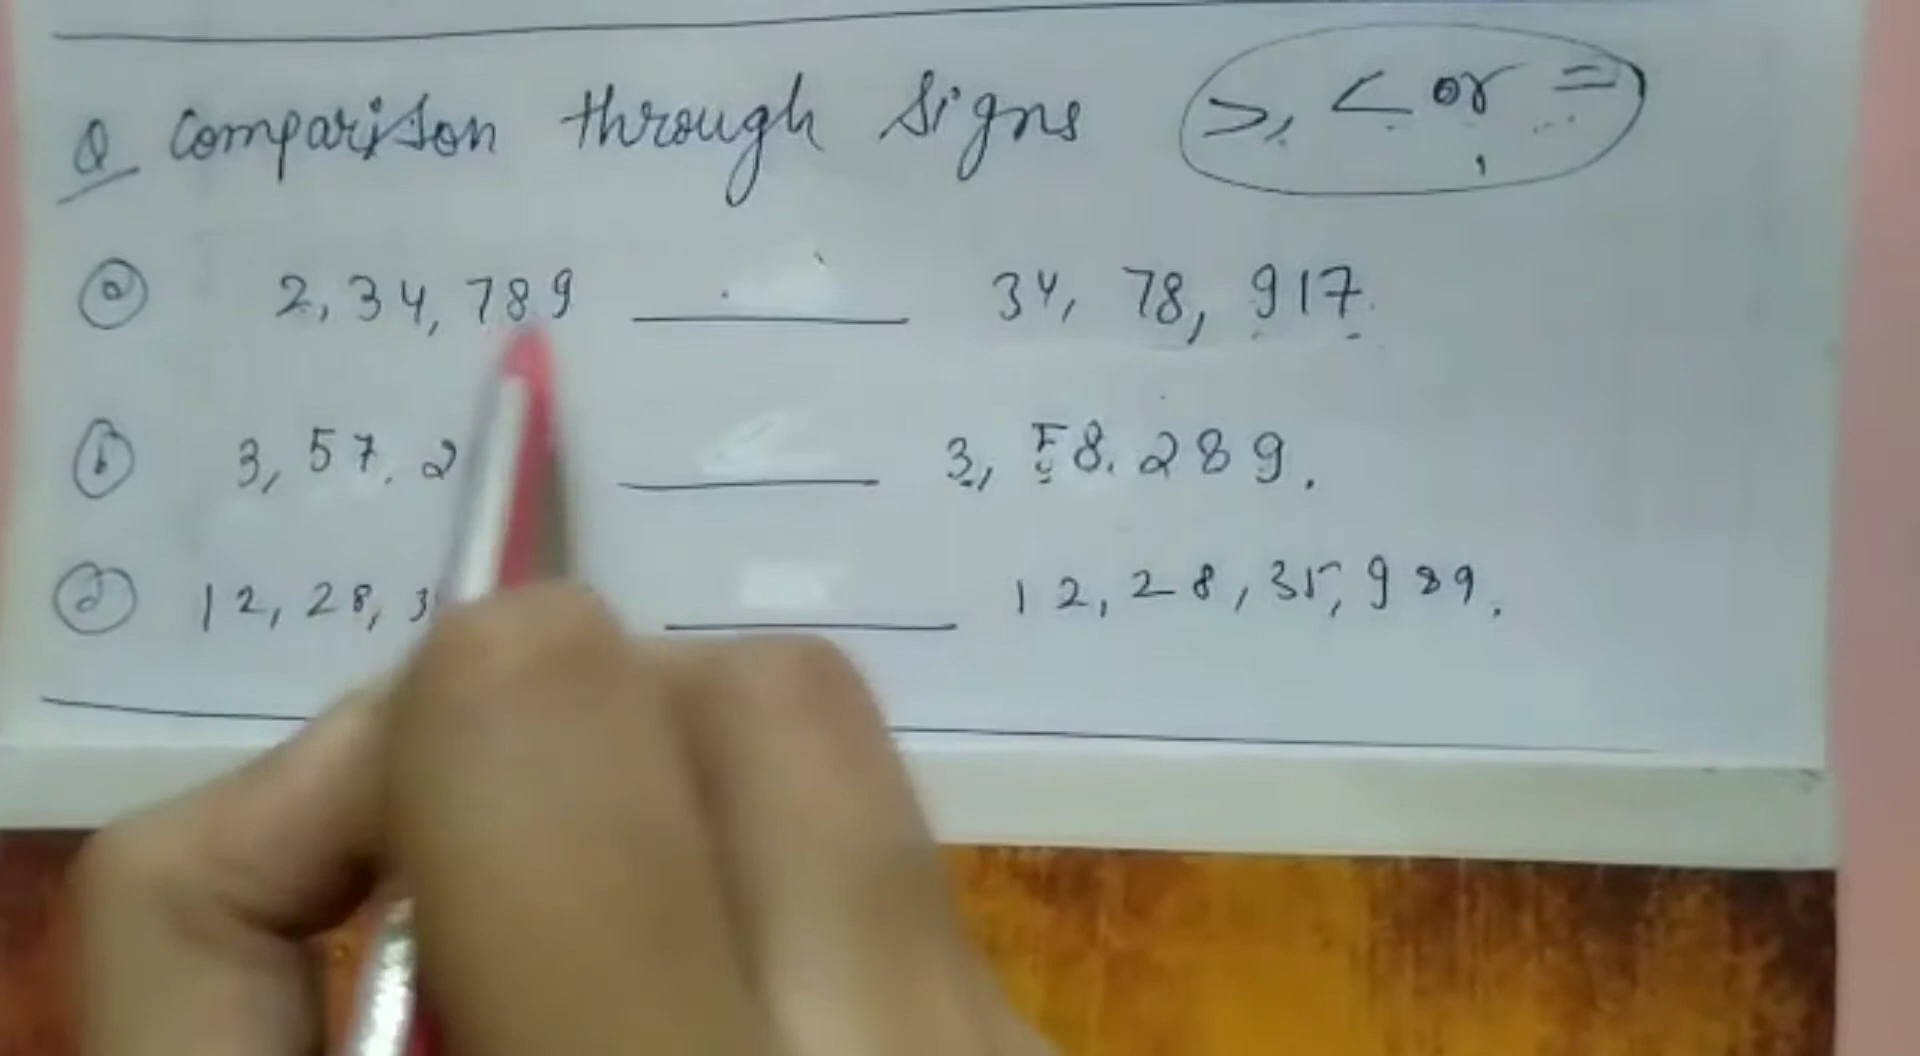 Q Comparison through signs >, < or =
(a) 2,34,789 ______ 34,78,917.
(b) 3,57.2 ______ 3,58.289.
(d) 12,28,3 ______ 12,28,35,989.